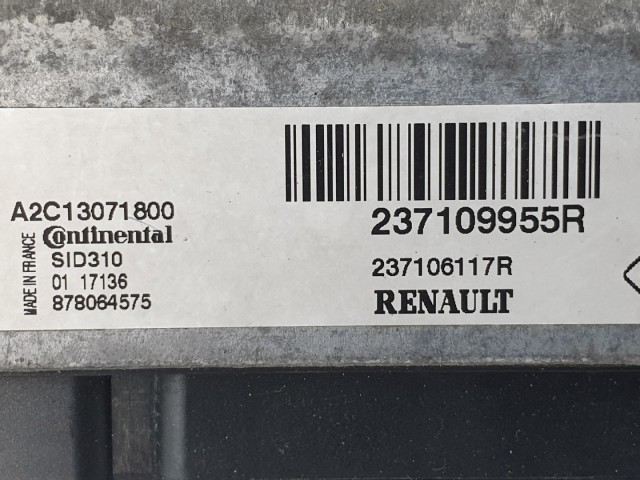 A2C13071800
Continental
SID310
01 17136
878064575
MADE IN FRANCE
237109955R
237106117R
RENAULT